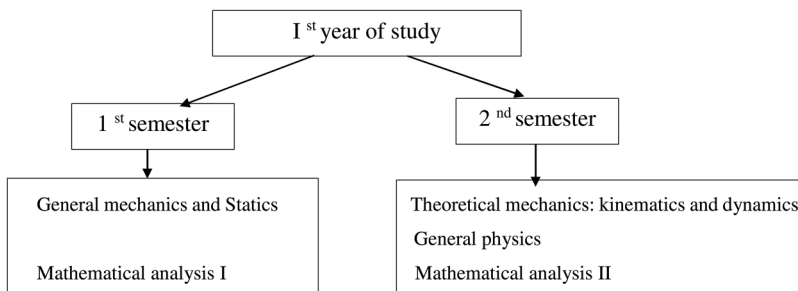 I st year of study
1 st semester
2 nd semester
General mechanics and Statics
Mathematical analysis I
Theoretical mechanics: kinematics and dynamics
General physics
Mathematical analysis II